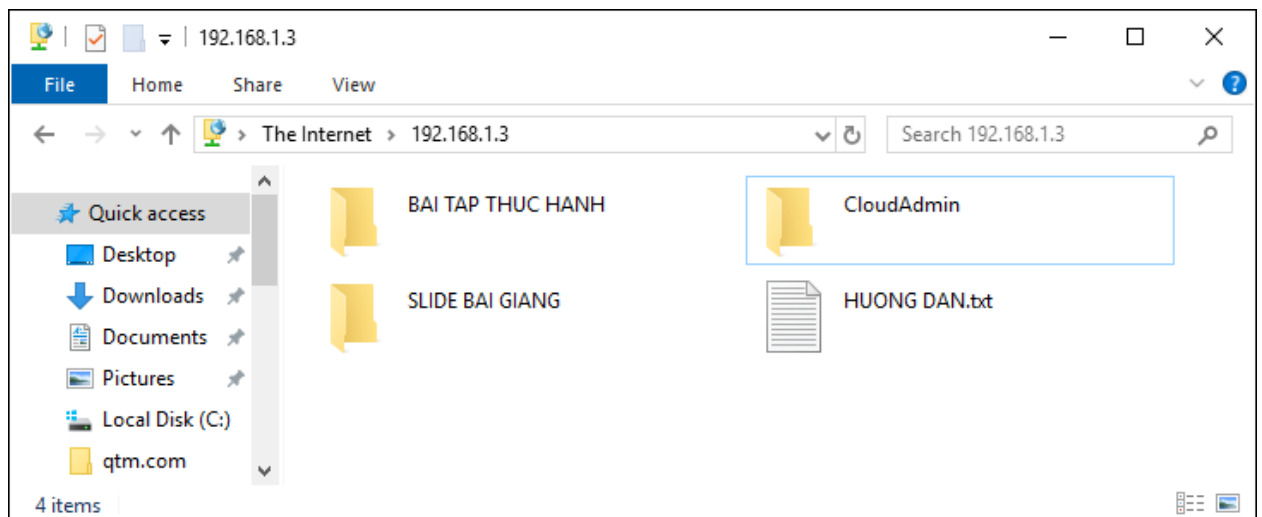 192.168.1.3
File Home Share View
The Internet 192.168.1.3 Search 192.168.1.3
Quick access
Desktop
Downloads
Documents
Pictures
Local Disk (C:)
qtm.com
BAI TAP THUC HANH CloudAdmin
SLIDE BAI GIANG HUONG DAN.txt
4 items